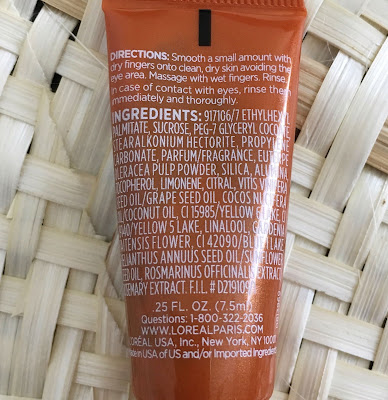 DIRECTIONS: Smooth a small amount with
dry fingers onto clean, dry skin avoiding the
eye area. Massage with wet fingers. Rinse.
In case of contact with eyes, rinse them
immediately and thoroughly.
INGREDIENTS: 917106/7 ETHYLHEXYL
PALMITATE, SUCROSE, PEG-7 GLYCERYL COCOATE,
STEARALKONIUM HECTORITE, PROPYLENE
CARBONATE, PARFUM/FRAGRANCE, EUTERPE
OLERACEA PULP POWDER, SILICA,
TOCOPHEROL, LIMONENE, CITRAL, VITIS VINIFERA
SEED OIL/GRAPE SEED OIL, COCOS NUCIFERA
OIL/COCONUT OIL, CI 15985/YELLOW 6
/YELLOW 5 LAKE, LINALOOL, GARDENIA
TAITENSIS FLOWER, CI 42090/BLUE 1 LAKE,
HELIANTHUS ANNUUS SEED OIL/SUNFLOWER
SEED OIL, ROSMARINUS OFFICINALIS EXTRACT/
ROSEMARY EXTRACT. F.I.L. #
.25 FL. OZ. (7.5ml)
Questions: 1-800-322-2036
WWW.LOREALPARIS.COM
L'ORÉAL USA, Inc., New York, NY 10001
Made in USA of US and/or Imported Ingredients